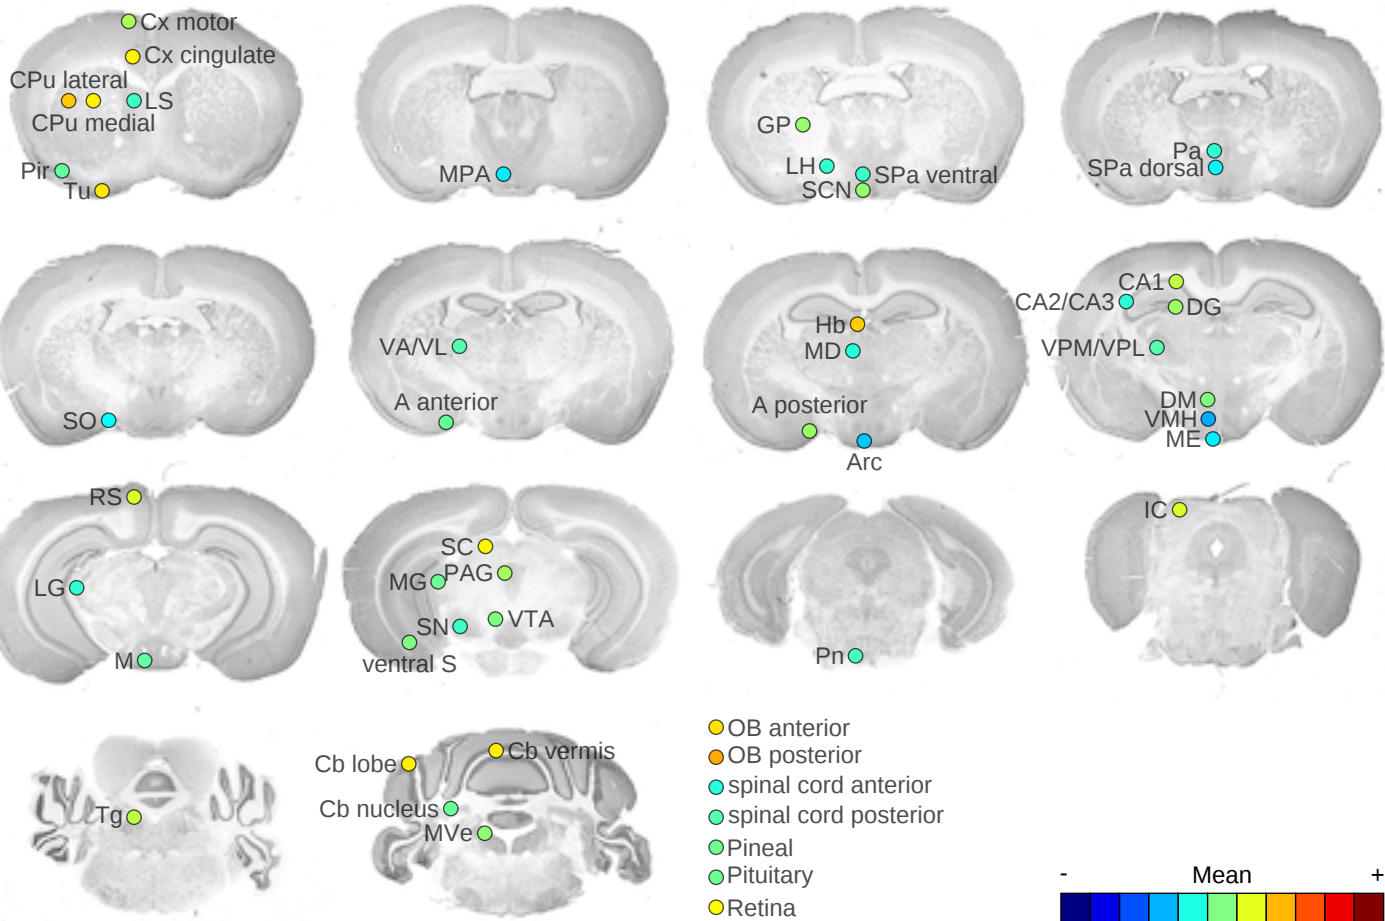 Cx motor
Cx cingulate
CPu lateral
LS
CPu medial
Pir
Tu
MPA
GP
LH
SPa ventral
SCN
Pa
SPa dorsal
SO
VA/VL
A anterior
Hb
MD
A posterior
Arc
CA1
CA2/CA3
DG
VPM/VPL
DM
VMH
ME
RS
LG
M
SC
MG
PAG
SN
VTA
ventral S
Pn
IC
Tg
Cb lobe
Cb vermis
Cb nucleus
MVe
OB anterior
OB posterior
spinal cord anterior
spinal cord posterior
Pineal
Pituitary
Retina
- Mean +